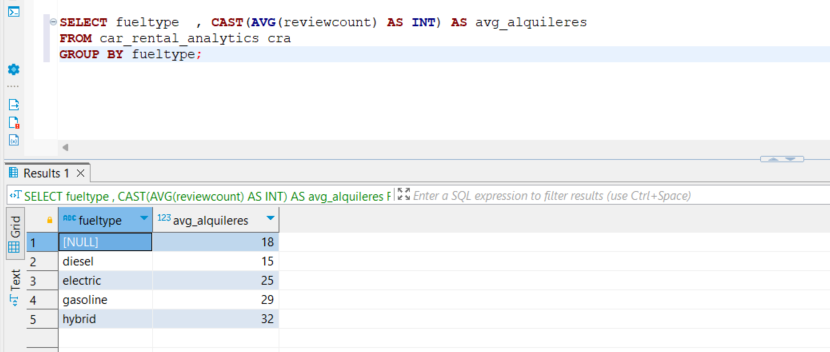 SELECT fueltype  , CAST(AVG(reviewcount) AS INT) AS avg_alquileres
FROM car_rental_analytics cra
GROUP BY fueltype;
Results 1
SELECT fueltype , CAST(AVG(reviewcount) AS INT) AS avg_alquileres F
Enter a SQL expression to filter results (use Ctrl+Space)
Grid
Text
ABC fueltype 123 avg_alquileres
1 [NULL] 18
2 diesel 15
3 electric 25
4 gasoline 29
5 hybrid 32